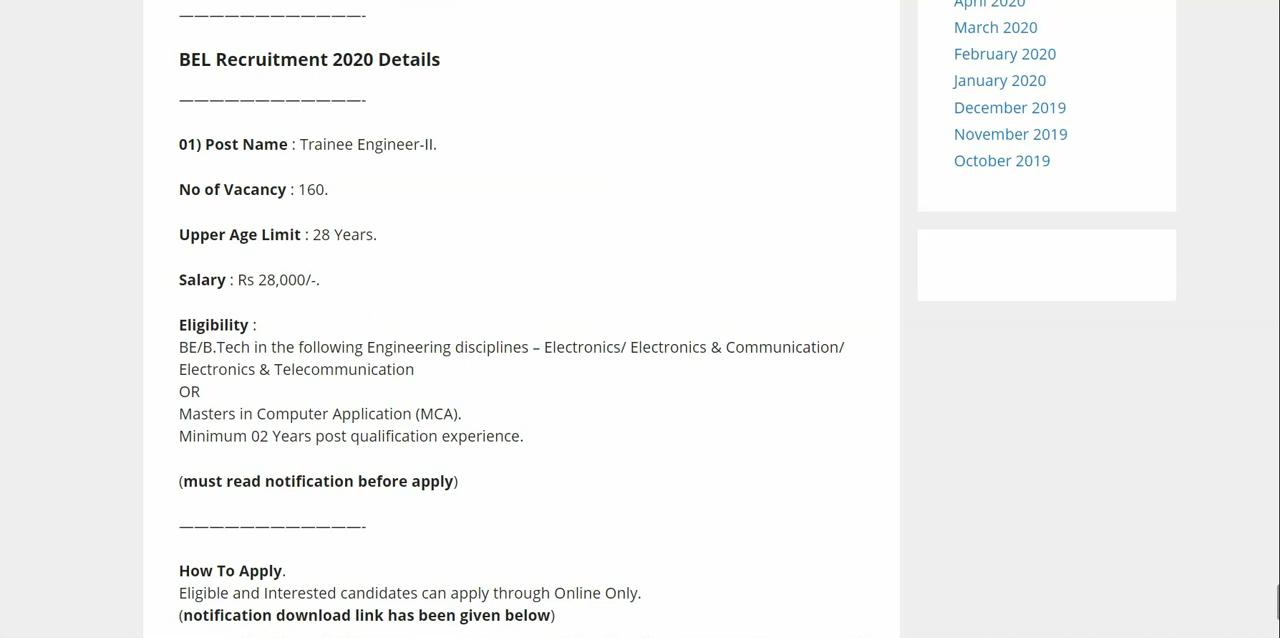 ————————————-
BEL Recruitment 2020 Details
————————————-
01) Post Name : Trainee Engineer-II.
No of Vacancy : 160.
Upper Age Limit : 28 Years.
Salary : Rs 28,000/-.
Eligibility :
BE/B.Tech in the following Engineering disciplines – Electronics/ Electronics & Communication/
Electronics & Telecommunication
OR
Masters in Computer Application (MCA).
Minimum 02 Years post qualification experience.
(must read notification before apply)
————————————-
How To Apply.
Eligible and Interested candidates can apply through Online Only.
(notification download link has been given below)
April 2020
March 2020
February 2020
January 2020
December 2019
November 2019
October 2019